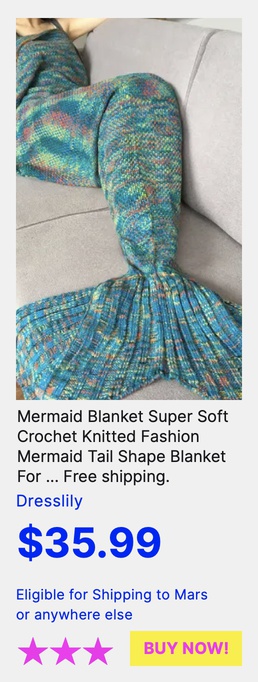 Mermaid Blanket Super Soft
Crochet Knitted Fashion
Mermaid Tail Shape Blanket
For ... Free shipping.
Dresslily
$35.99
Eligible for Shipping to Mars
or anywhere else
BUY NOW!